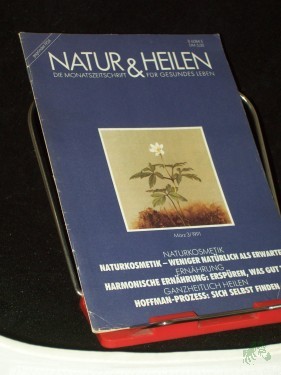 NATUR & HEILEN
DIE MONATSZEITSCHRIFT FÜR GESUNDES LEBEN
März 3/1991
NATURKOSMETIK
NATURKOSMETIK – WENIGER NATÜRLICH ALS ERWARTE
ERNÄHRUNG
HARMONISCHE ERNÄHRUNG: ERSPÜREN, WAS GUT
GANZHEITLICH HEILEN
HOFFMAN-PROZESS: SICH SELBST FINDEN